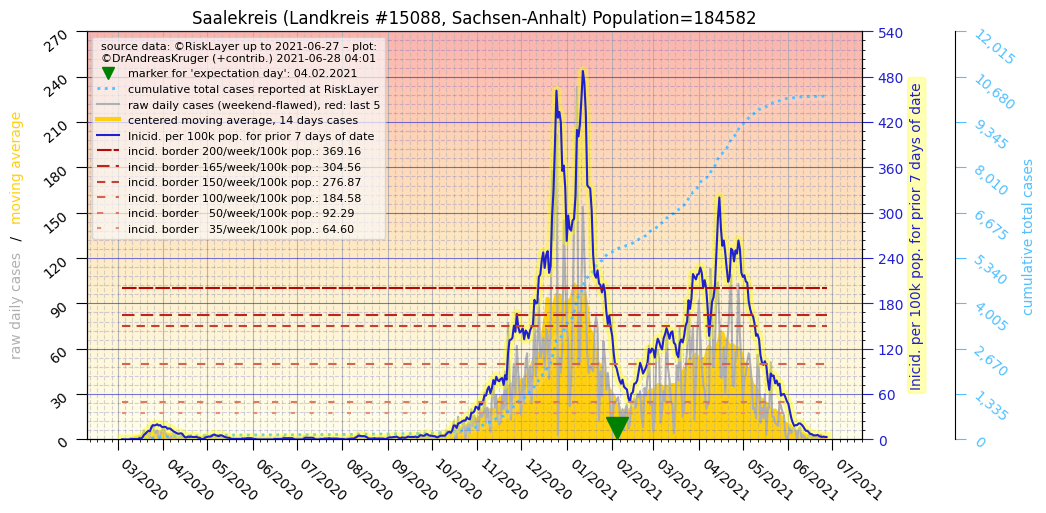 Saalekreis (Landkreis #15088, Sachsen-Anhalt) Population=184582
source data: ©RiskLayer up to 2021-06-27 – plot:
©DrAndreasKruger (+contrib.) 2021-06-28 04:01
marker for 'expectation day': 04.02.2021
cumulative total cases reported at RiskLayer
raw daily cases (weekend-flawed), red: last 5
centered moving average, 14 days cases
Inicid. per 100k pop. for prior 7 days of date
incid. border 200/week/100k pop.: 369.16
incid. border 165/week/100k pop.: 304.56
incid. border 150/week/100k pop.: 276.87
incid. border 100/week/100k pop.: 184.58
incid. border   50/week/100k pop.: 92.29
incid. border   35/week/100k pop.: 64.60
raw daily cases / moving average
270
240
210
180
150
120
90
60
30
0
03/2020
04/2020
05/2020
06/2020
07/2020
08/2020
09/2020
10/2020
11/2020
12/2020
01/2021
02/2021
03/2021
04/2021
05/2021
06/2021
07/2021
540
480
420
360
300
240
180
120
60
0
Inicid. per 100k pop. for prior 7 days of date
12,015
10,680
9,345
8,010
6,675
5,340
4,005
2,670
1,335
0
cumulative total cases